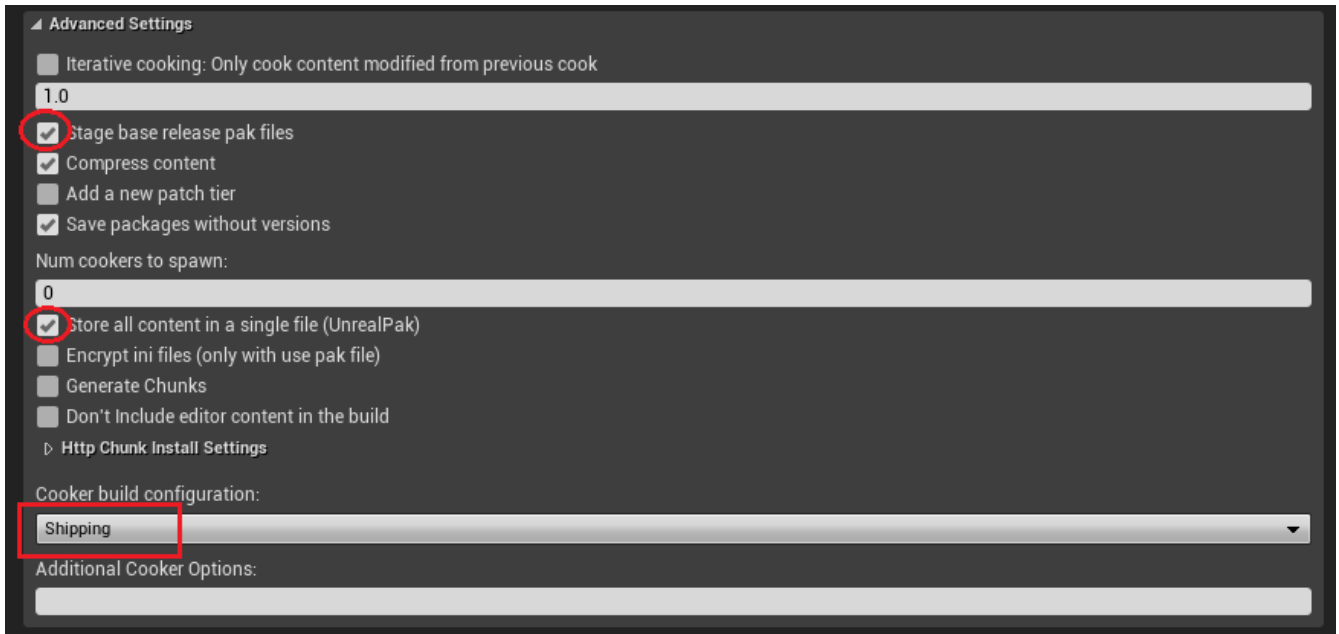 Advanced Settings
Iterative cooking: Only cook content modified from previous cook
1.0
Stage base release pak files
Compress content
Add a new patch tier
Save packages without versions
Num cookers to spawn:
0
Store all content in a single file (UnrealPak)
Encrypt ini files (only with use pak file)
Generate Chunks
Don't Include editor content in the build
Http Chunk Install Settings
Cooker build configuration:
Shipping
Additional Cooker Options: